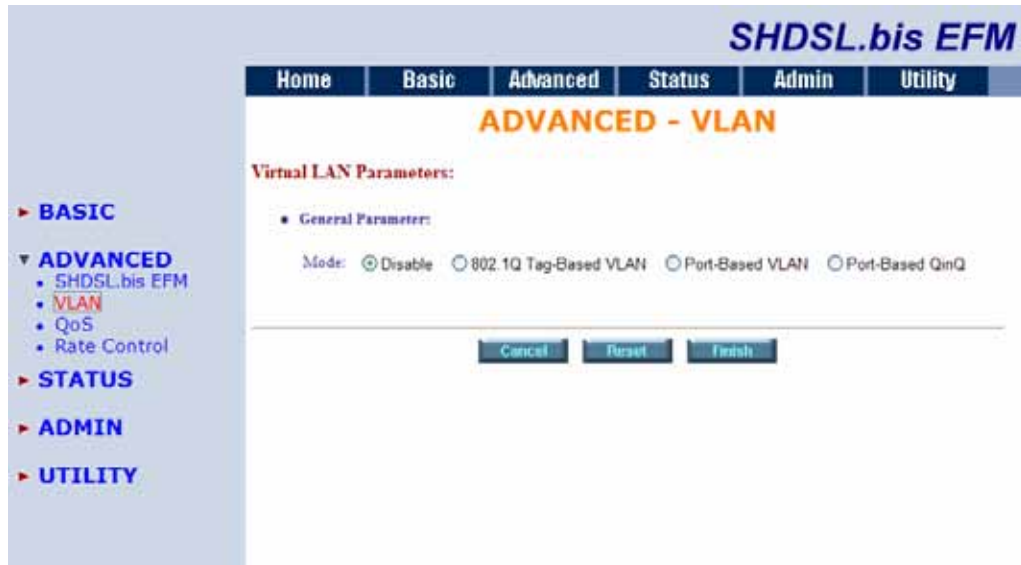 SHDSL.bis EFM
Home Basic Advanced Status Admin Utility
ADVANCED - VLAN
Virtual LAN Parameters:
General Parameter:
Mode: Disable 802.1Q Tag-Based VLAN Port-Based VLAN Port-Based QinQ
Cancel Reset Finish
BASIC
ADVANCED
SHDSL.bis EFM
VLAN
QoS
Rate Control
STATUS
ADMIN
UTILITY